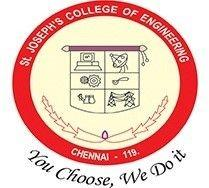 ST. JOSEPH'S COLLEGE OF ENGINEERING
CHENNAI - 119.
You Choose, We Do it